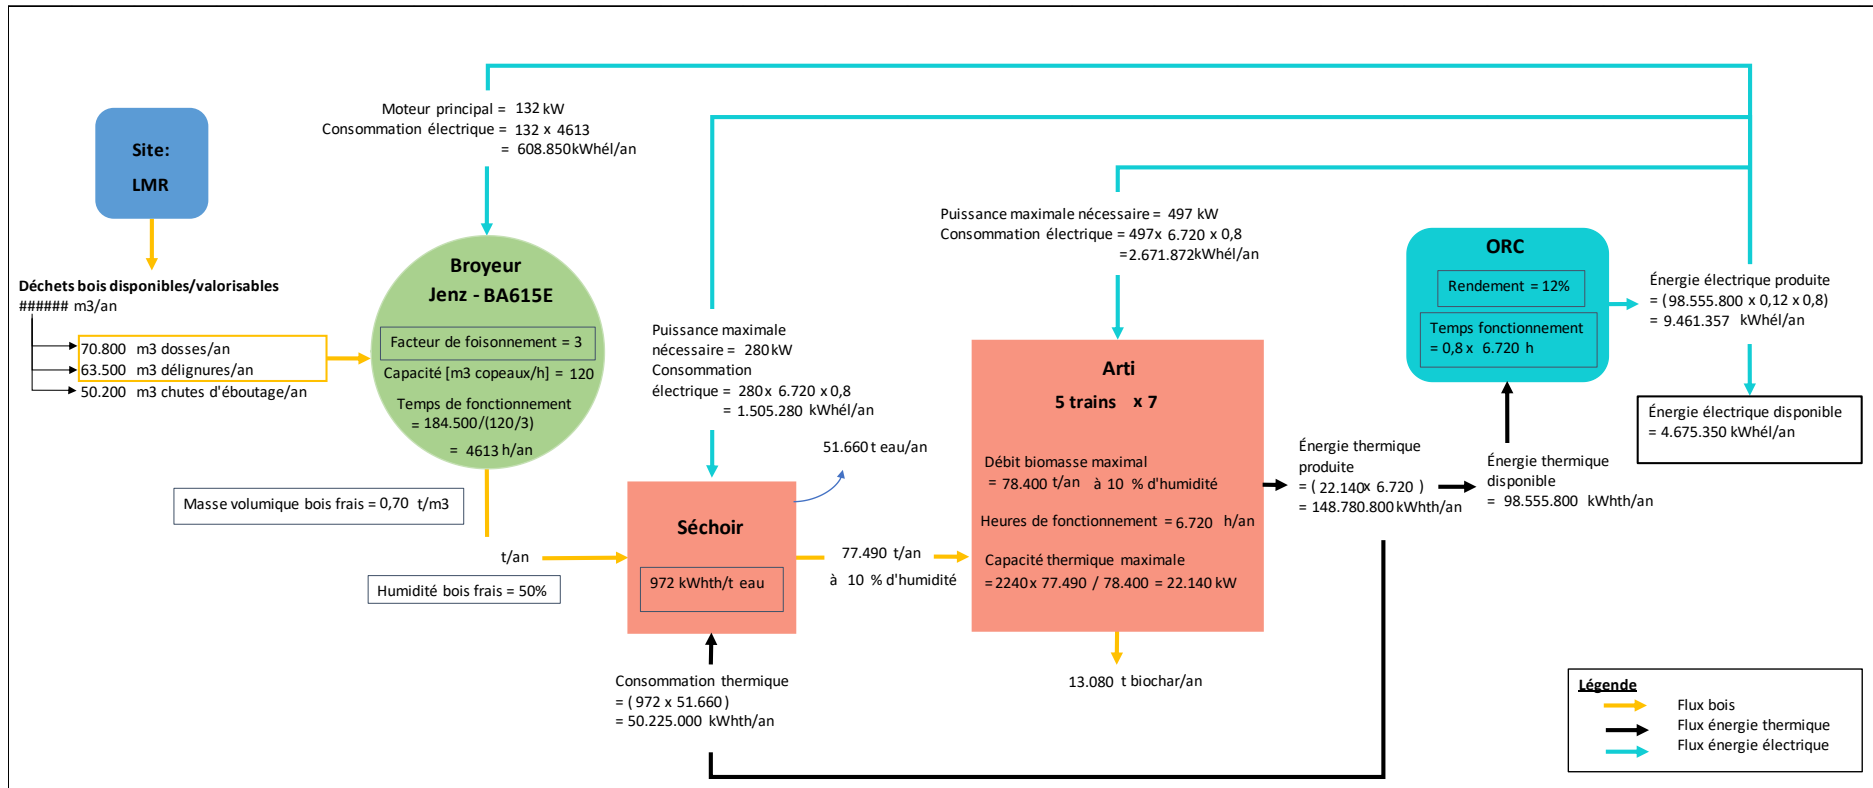 Site:
LMR
Déchets bois disponibles/valorisables
###### m3/an
70.800 m3 dosses/an
63.500 m3 délignures/an
50.200 m3 chutes d'éboutage/an
Moteur principal = 132 kW
Consommation électrique = 132 x 4613
= 608.850 kWhél/an
Broyeur
Jenz - BA615E
Facteur de foisonnement = 3
Capacité [m3 copeaux/h] = 120
Temps de fonctionnement
= 184.500/(120/3)
= 4613 h/an
Masse volumique bois frais = 0,70 t/m3
t/an
Humidité bois frais = 50%
Puissance maximale
nécessaire = 280 kW
Consommation
électrique = 280 x 6.720 x 0,8
= 1.505.280 kWhél/an
51.660 t eau/an
Séchoir
972 kWhth/t eau
Consommation thermique
= ( 972 x 51.660 )
= 50.225.000 kWhth/an
77.490 t/an
à 10 % d'humidité
Puissance maximale nécessaire = 497 kW
Consommation électrique = 497 x 6.720 x 0,8
= 2.671.872 kWhél/an
Arti
5 trains x 7
Débit biomasse maximal
= 78.400 t/an à 10 % d'humidité
Heures de fonctionnement = 6.720 h/an
Capacité thermique maximale
= 2240 x 77.490 / 78.400 = 22.140 kW
13.080 t biochar/an
Énergie thermique
produite
= ( 22.140 x 6.720 )
= 148.780.800 kWhth/an
Énergie thermique
disponible
= 98.555.800 kWhth/an
ORC
Rendement = 12%
Temps fonctionnement
= 0,8 x 6.720 h
Énergie électrique produite
= (98.555.800 x 0,12 x 0,8)
= 9.461.357 kWhél/an
Énergie électrique disponible
= 4.675.350 kWhél/an
Légende
Flux bois
Flux énergie thermique
Flux énergie électrique